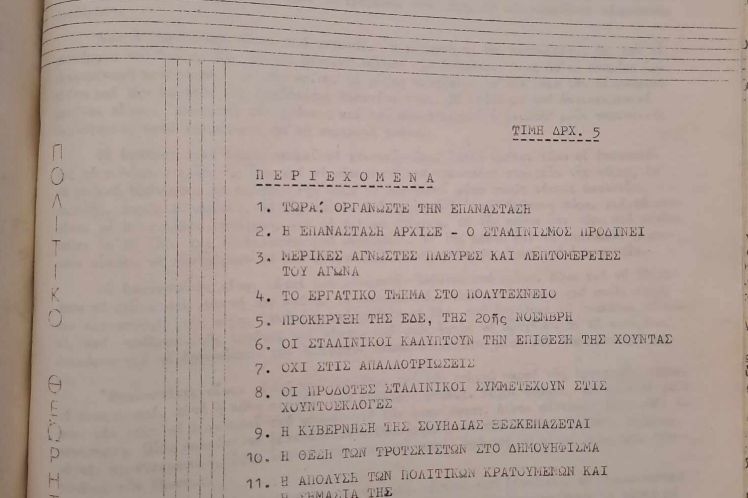 ΤΙΜΗ ΔΡΧ. 5
Π Ε Ρ Ι Ε Χ Ο Μ Ε Ν Α
1. ΤΩΡΑ: ΟΡΓΑΝΩΣΤΕ ΤΗΝ ΕΠΑΝΑΣΤΑΣΗ
2. Η ΕΠΑΝΑΣΤΑΣΗ ΑΡΧΙΣΕ - Ο ΣΤΑΛΙΝΙΣΜΟΣ ΠΡΟΔΙΝΕΙ
3. ΜΕΡΙΚΕΣ ΑΓΝΩΣΤΕΣ ΠΛΕΥΡΕΣ ΚΑΙ ΛΕΠΤΟΜΕΡΕΙΕΣ
ΤΟΥ ΑΓΩΝΑ
4. ΤΟ ΕΡΓΑΤΙΚΟ ΤΜΗΜΑ ΣΤΟ ΠΟΛΥΤΕΧΝΕΙΟ
5. ΠΡΟΚΗΡΥΞΗ ΤΗΣ ΕΔΕ, ΤΗΣ 20ης ΝΟΕΜΒΡΗ
6. ΟΙ ΣΤΑΛΙΝΙΚΟΙ ΚΑΛΥΠΤΟΥΝ ΤΗΝ ΕΠΙΘΕΣΗ ΤΗΣ ΧΟΥΝΤΑΣ
7. ΟΧΙ ΣΤΙΣ ΑΠΑΛΛΟΤΡΙΩΣΕΙΣ
8. ΟΙ ΠΡΟΔΟΤΕΣ ΣΤΑΛΙΝΙΚΟΙ ΣΥΜΜΕΤΕΧΟΥΝ ΣΤΙΣ
ΧΟΥΝΤΟΕΚΛΟΓΕΣ
9. Η ΚΥΒΕΡΝΗΣΗ ΤΗΣ ΣΟΥΗΔΙΑΣ ΞΕΣΚΕΠΑΖΕΤΑΙ
10. Η ΘΕΣΗ ΤΩΝ ΤΡΟΤΣΚΙΣΤΩΝ ΣΤΟ ΔΗΜΟΨΗΦΙΣΜΑ
11. Η ΑΠΟΛΥΣΗ ΤΩΝ ΠΟΛΙΤΙΚΩΝ ΚΡΑΤΟΥΜΕΝΩΝ ΚΑΙ
Η ΣΗΜΑΣΙΑ ΤΗΣ
ΠΟΛΙΤΙΚΟ